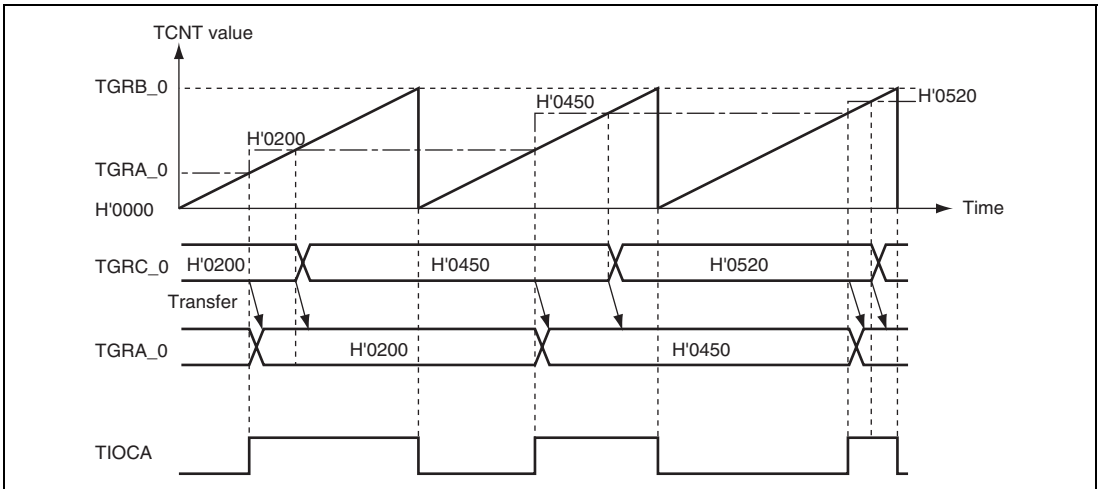 TCNT value
TGRB_0
H'0520
H'0450
H'0200
TGRA_0
H'0000
Time
TGRC_0 H'0200 H'0450 H'0520
Transfer
TGRA_0 H'0200 H'0450
TIOCA